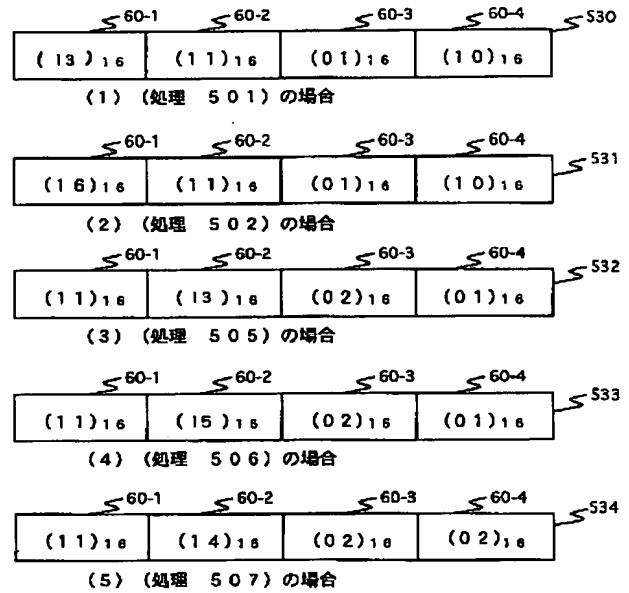 60-1 60-2 60-3 60-4 S30
(13)₁₆ (11)₁₆ (01)₁₆ (10)₁₆
(1) (処理 501)の場合
60-1 60-2 60-3 60-4
(16)₁₆ (11)₁₆ (01)₁₆ (10)₁₆ S31
(2) (処理 502)の場合
60-1 60-2 60-3 60-4 S32
(11)₁₆ (13)₁₆ (02)₁₆ (01)₁₆
(3) (処理 505)の場合
60-1 60-2 60-3 60-4 S33
(11)₁₆ (15)₁₆ (02)₁₆ (01)₁₆
(4) (処理 506)の場合
60-1 60-2 60-3 60-4 S34
(11)₁₆ (14)₁₆ (02)₁₆ (02)₁₆
(5) (処理 507)の場合